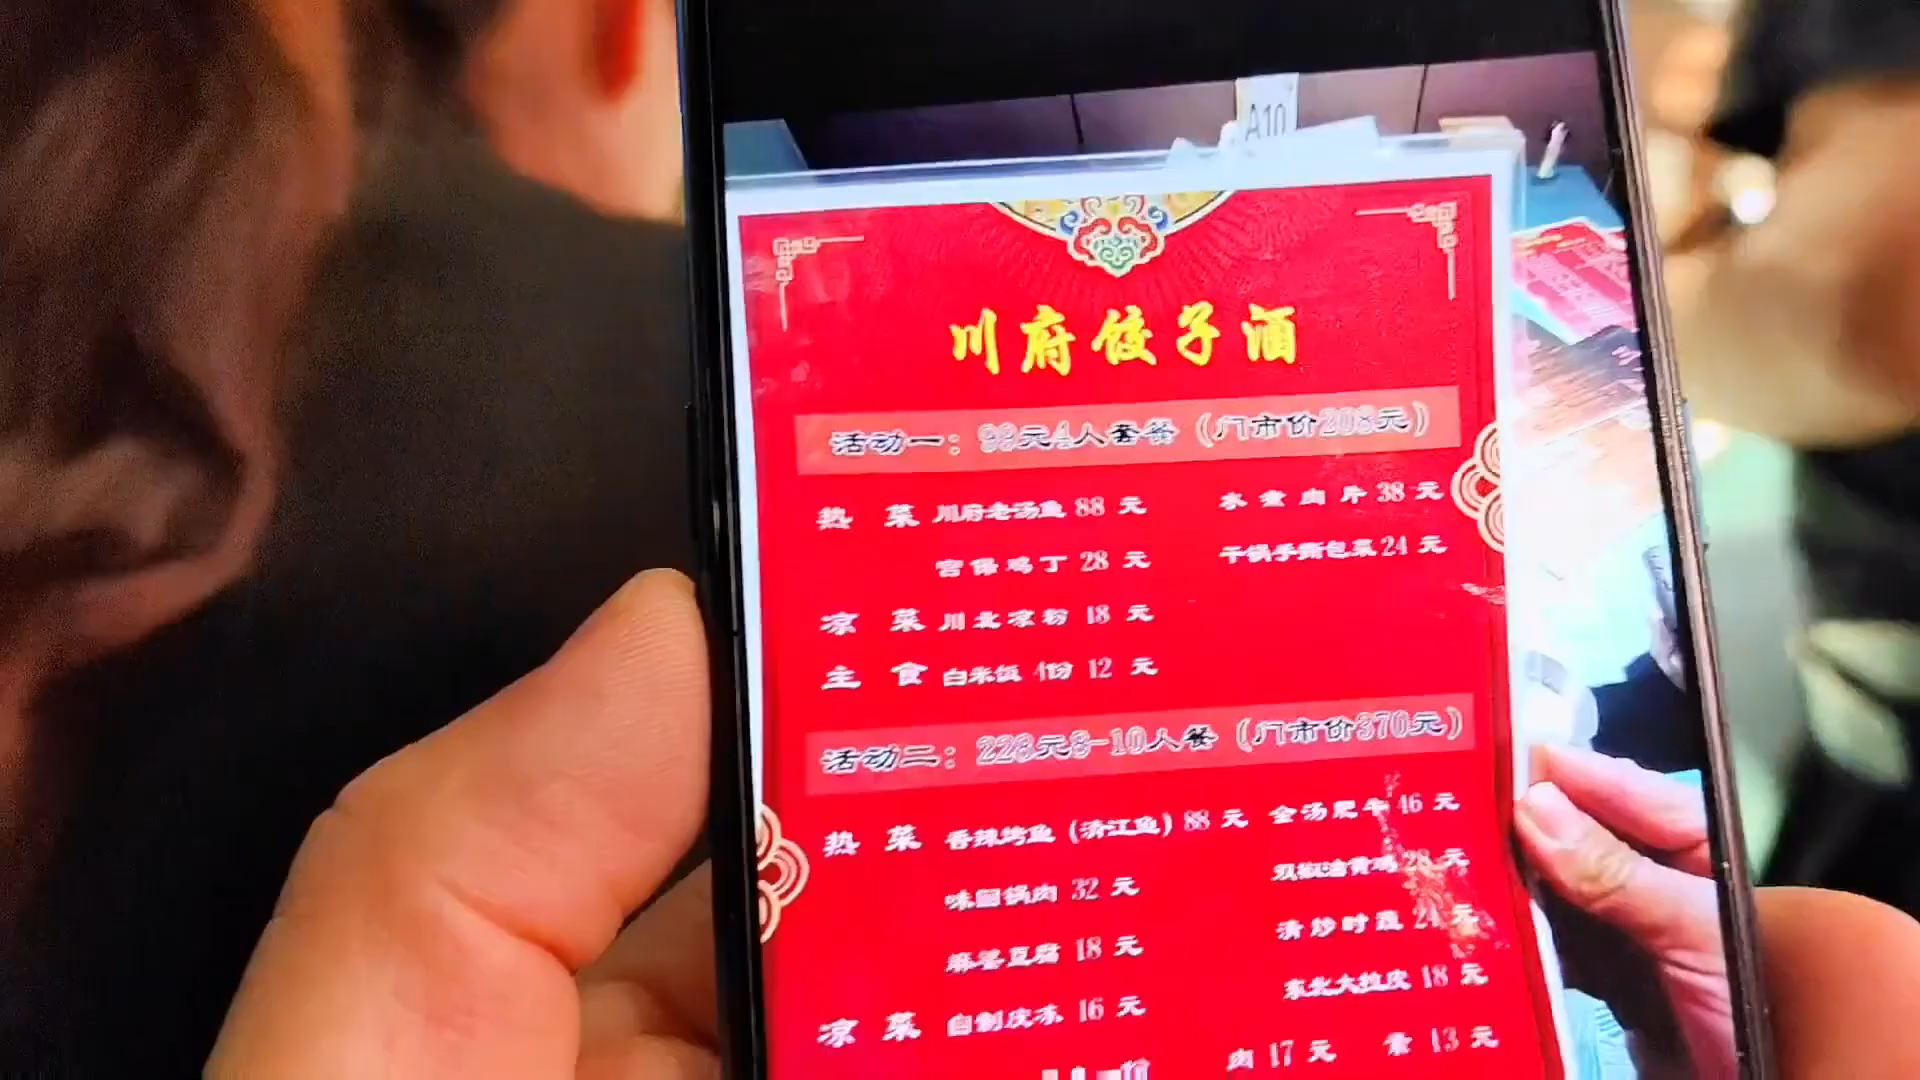 A10
川府饺子酒
活动一：99元4人套餐（门市价208元）
热 菜 川府老汤鱼 88 元 水煮肉片 38 元
宫保鸡丁 28 元 干锅手撕包菜 24 元
凉 菜 川北凉粉 18 元
主 食 白米饭 4份 12 元
活动二：228元8-10人餐（门市价370元）
热 菜 香辣烤鱼（清江鱼）88 元 金汤肥牛 46 元
味回锅肉 32 元 双椒滑黄鸡 28 元
麻婆豆腐 18 元 清炒时蔬 24 元
凉 菜 自制皮冻 16 元 东北大拉皮 18 元
肉 17 元 素 13 元